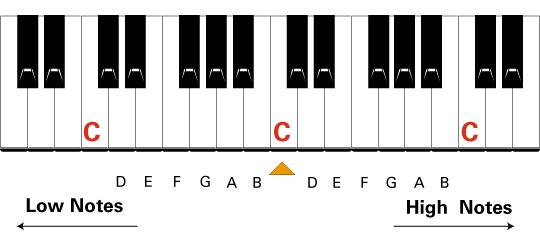 C C C
D E F G A B D E F G A B
Low Notes High Notes